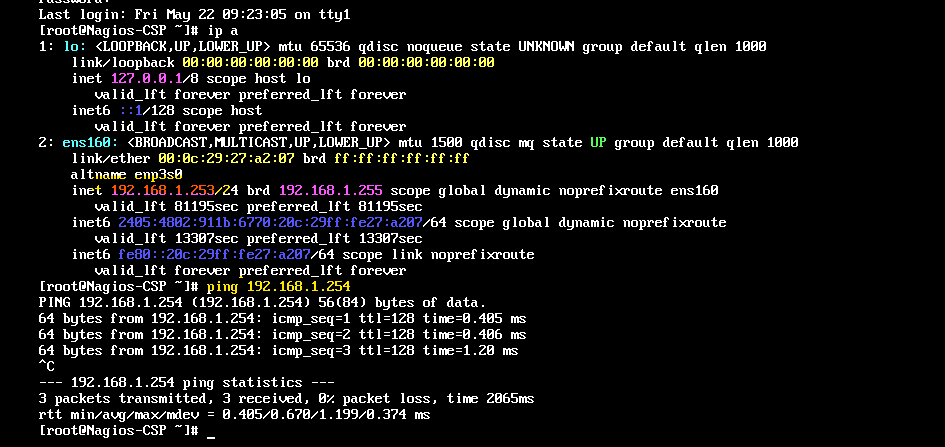 Password:
Last login: Fri May 22 09:23:05 on tty1
[root@Nagios-CSP ~]# ip a
1: lo: <LOOPBACK,UP,LOWER_UP> mtu 65536 qdisc noqueue state UNKNOWN group default qlen 1000
    link/loopback 00:00:00:00:00:00 brd 00:00:00:00:00:00
    inet 127.0.0.1/8 scope host lo
       valid_lft forever preferred_lft forever
    inet6 ::1/128 scope host
       valid_lft forever preferred_lft forever
2: ens160: <BROADCAST,MULTICAST,UP,LOWER_UP> mtu 1500 qdisc mq state UP group default qlen 1000
    link/ether 00:0c:29:27:a2:07 brd ff:ff:ff:ff:ff:ff
    altname enp3s0
    inet 192.168.1.253/24 brd 192.168.1.255 scope global dynamic noprefixroute ens160
       valid_lft 81195sec preferred_lft 81195sec
    inet6 2405:4802:911b:6770:20c:29ff:fe27:a207/64 scope global dynamic noprefixroute
       valid_lft 13307sec preferred_lft 13307sec
    inet6 fe80::20c:29ff:fe27:a207/64 scope link noprefixroute
       valid_lft forever preferred_lft forever
[root@Nagios-CSP ~]# ping 192.168.1.254
PING 192.168.1.254 (192.168.1.254) 56(84) bytes of data.
64 bytes from 192.168.1.254: icmp_seq=1 ttl=128 time=0.405 ms
64 bytes from 192.168.1.254: icmp_seq=2 ttl=128 time=0.406 ms
64 bytes from 192.168.1.254: icmp_seq=3 ttl=128 time=1.20 ms
^C
--- 192.168.1.254 ping statistics ---
3 packets transmitted, 3 received, 0% packet loss, time 2065ms
rtt min/avg/max/mdev = 0.405/0.670/1.199/0.374 ms
[root@Nagios-CSP ~]# _